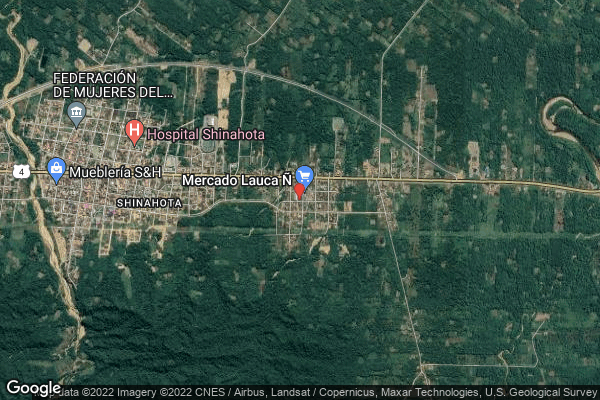 FEDERACIÓN
DE MUJERES DEL...
H Hospital Shinahota
4
Mueblería S&H
Mercado Lauca Ñ
SHINAHOTA
Google
data ©2022 Imagery ©2022 CNES / Airbus, Landsat / Copernicus, Maxar Technologies, U.S. Geological Survey